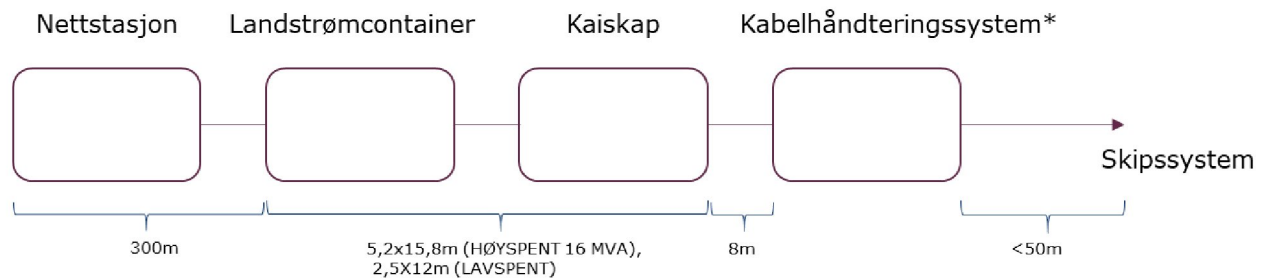 Nettstasjon
Landstrømcontainer
Kaiskap
Kabelhåndteringssystem*
Skipssystem
300m
5,2x15,8m (HØYSPENT 16 MVA),
2,5X12m (LAVSPENT)
8m
<50m